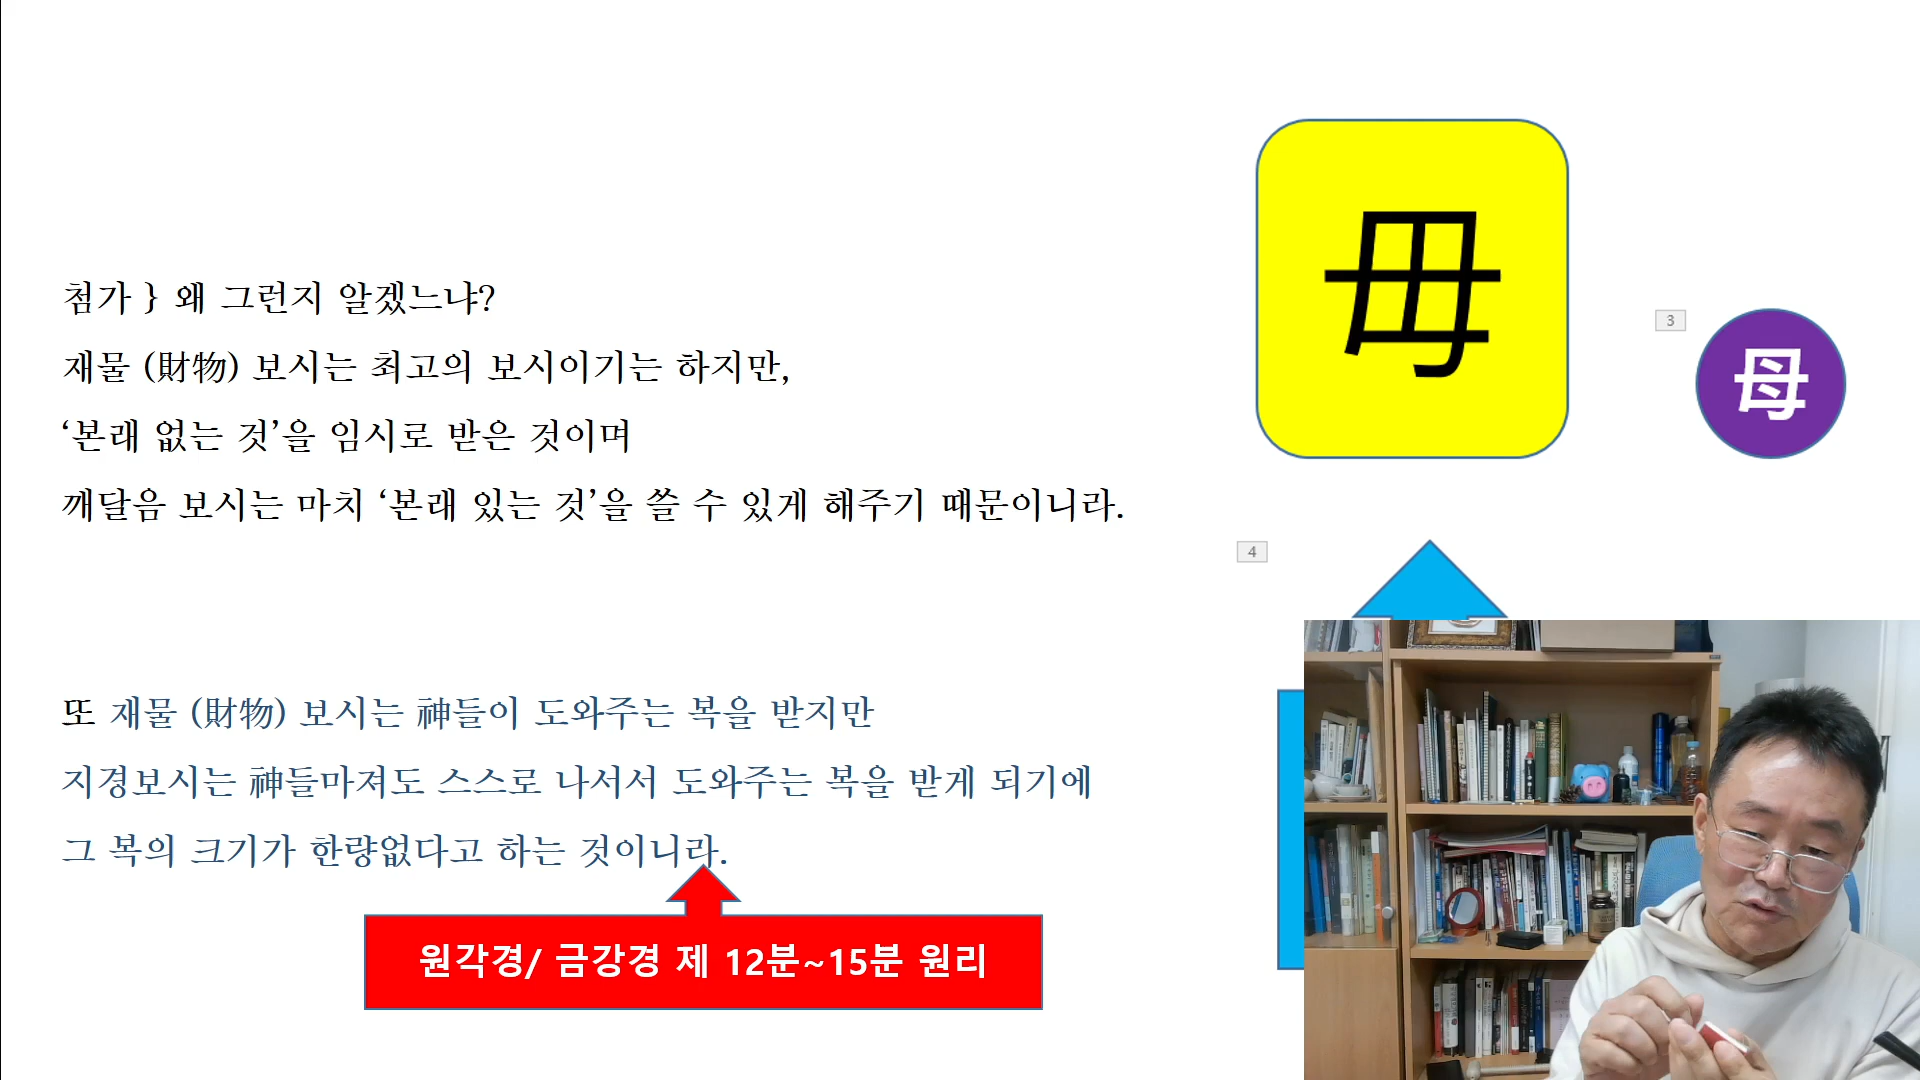 첨가 } 왜 그런지 알겠느냐?
재물 (財物) 보시는 최고의 보시이기는 하지만,
‘본래 없는 것’을 임시로 받은 것이며
깨달음 보시는 마치 ‘본래 있는 것’을 쓸 수 있게 해주기 때문이니라.
또 재물 (財物) 보시는 神들이 도와주는 복을 받지만
지경보시는 神들마져도 스스로 나서서 도와주는 복을 받게 되기에
그 복의 크기가 한량없다고 하는 것이니라.
원각경/ 금강경 제 12분~15분 원리
毌
3
母
4